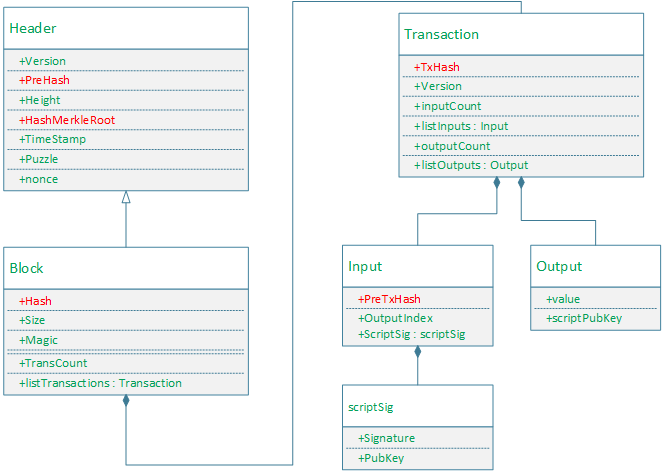 Header
+Version
+PreHash
+Height
+HashMerkleRoot
+TimeStamp
+Puzzle
+nonce
Block
+Hash
+Size
+Magic
+TransCount
+listTransactions : Transaction
Transaction
+TxHash
+Version
+inputCount
+listInputs : Input
+outputCount
+listOutputs : Output
Input
+PreTxHash
+OutputIndex
+ScriptSig : scriptSig
Output
+value
+scriptPubKey
scriptSig
+Signature
+PubKey